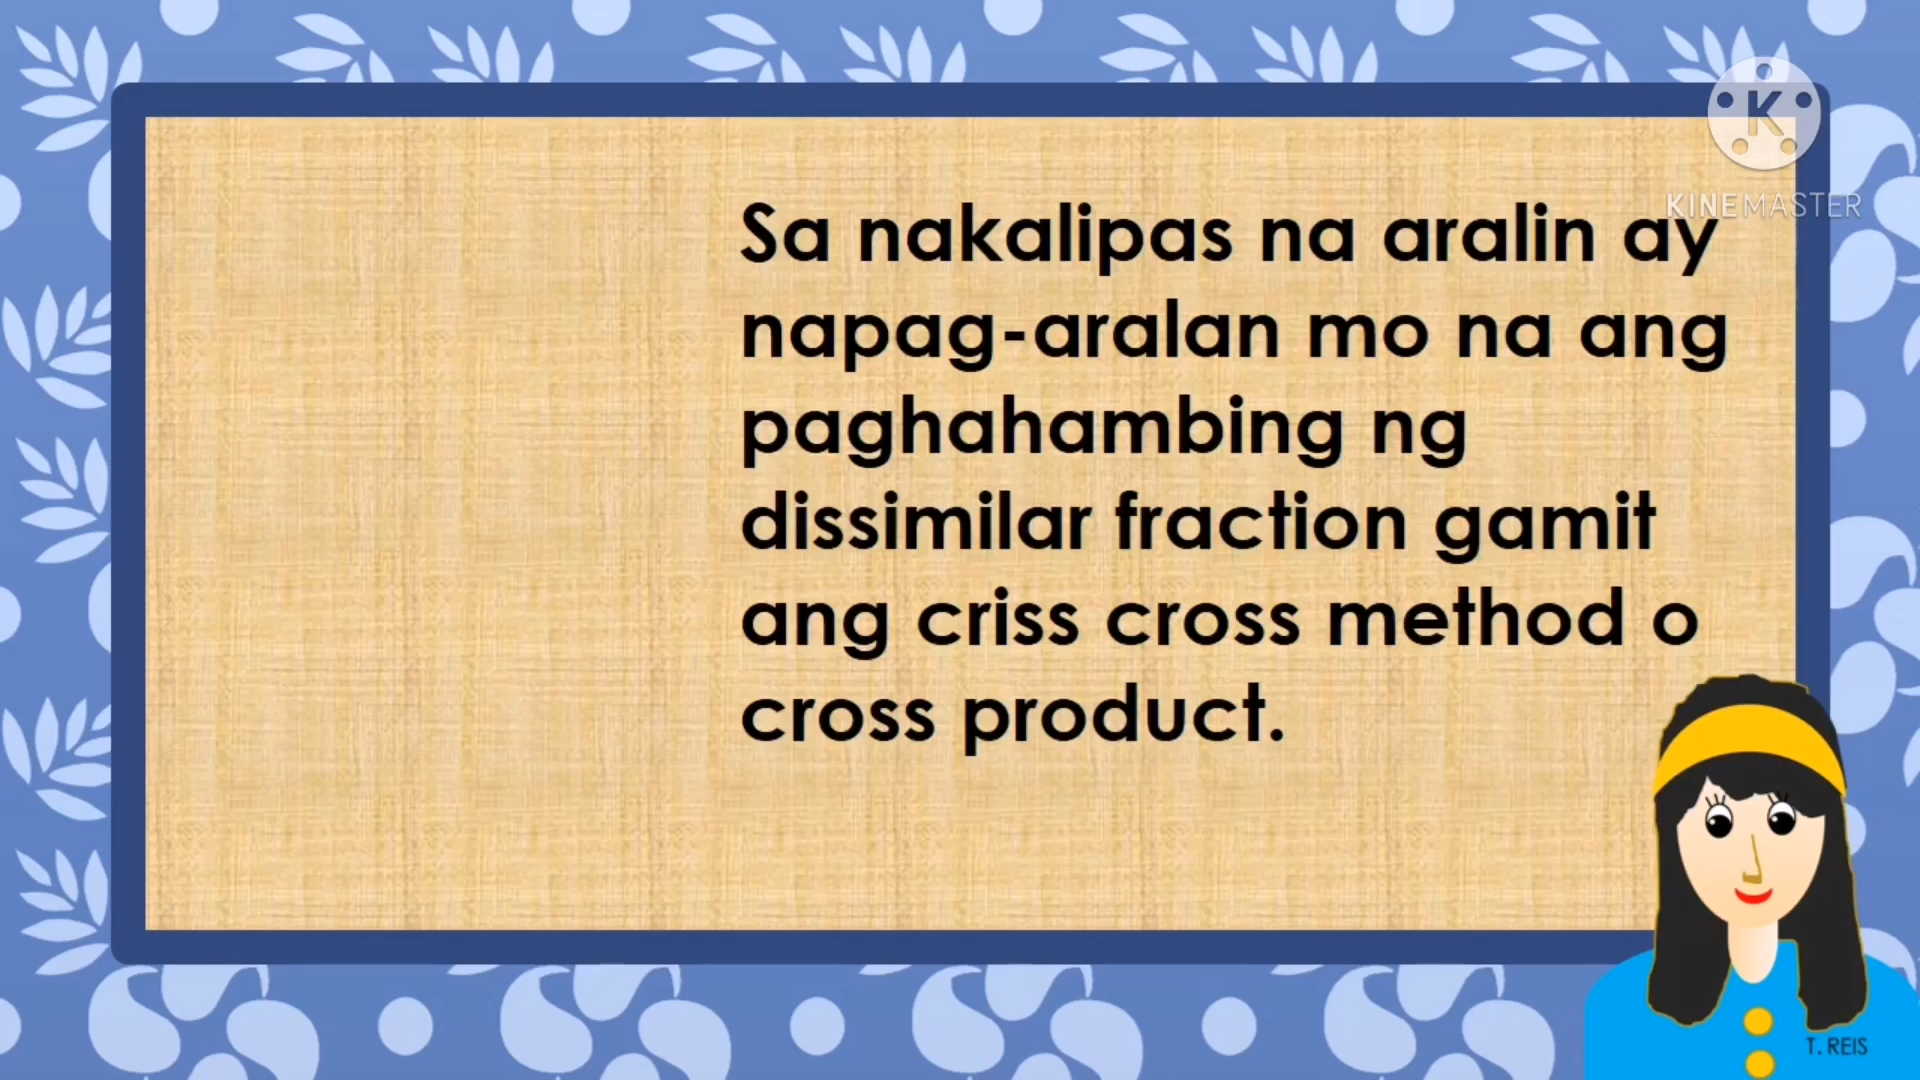 K
KINEMASTER
Sa nakalipas na aralin ay
napag-aralan mo na ang
paghahambing ng
dissimilar fraction gamit
ang criss cross method o
cross product.
T. REIS